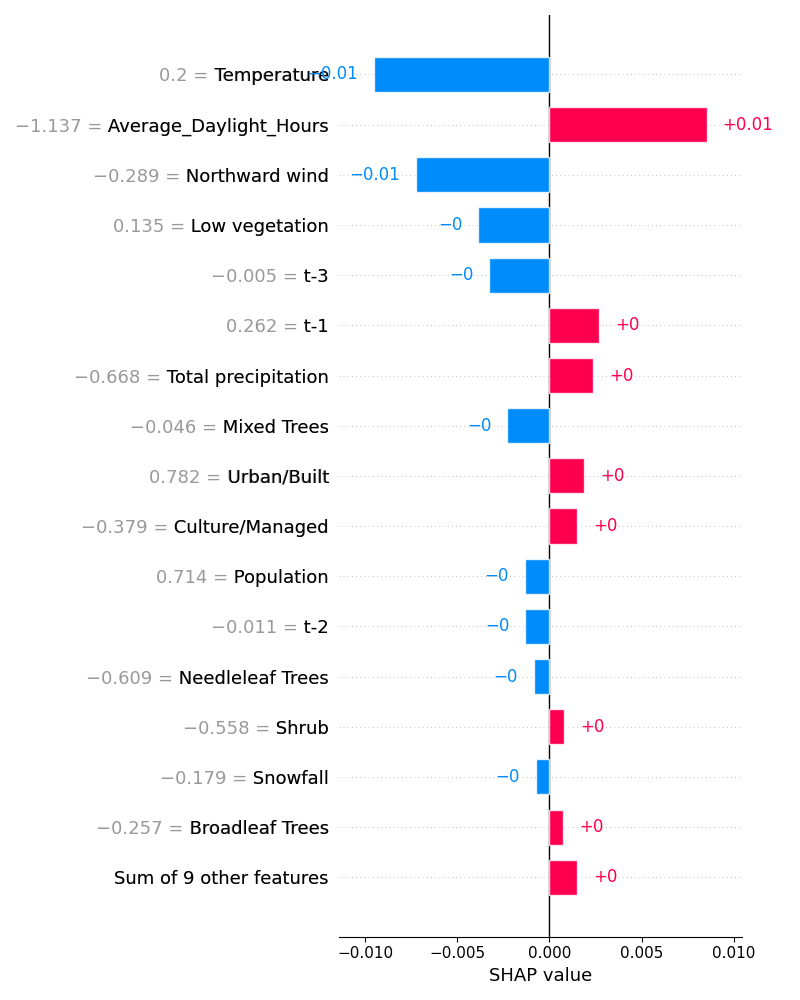 0.2 = Temperature −0.01
−1.137 = Average_Daylight_Hours +0.01
−0.289 = Northward wind −0.01
0.135 = Low vegetation −0
−0.005 = t-3 −0
0.262 = t-1 +0
−0.668 = Total precipitation +0
−0.046 = Mixed Trees −0
0.782 = Urban/Built +0
−0.379 = Culture/Managed +0
0.714 = Population −0
−0.011 = t-2 −0
−0.609 = Needleleaf Trees −0
−0.558 = Shrub +0
−0.179 = Snowfall −0
−0.257 = Broadleaf Trees +0
Sum of 9 other features +0
−0.010 −0.005 0.000 0.005 0.010
SHAP value